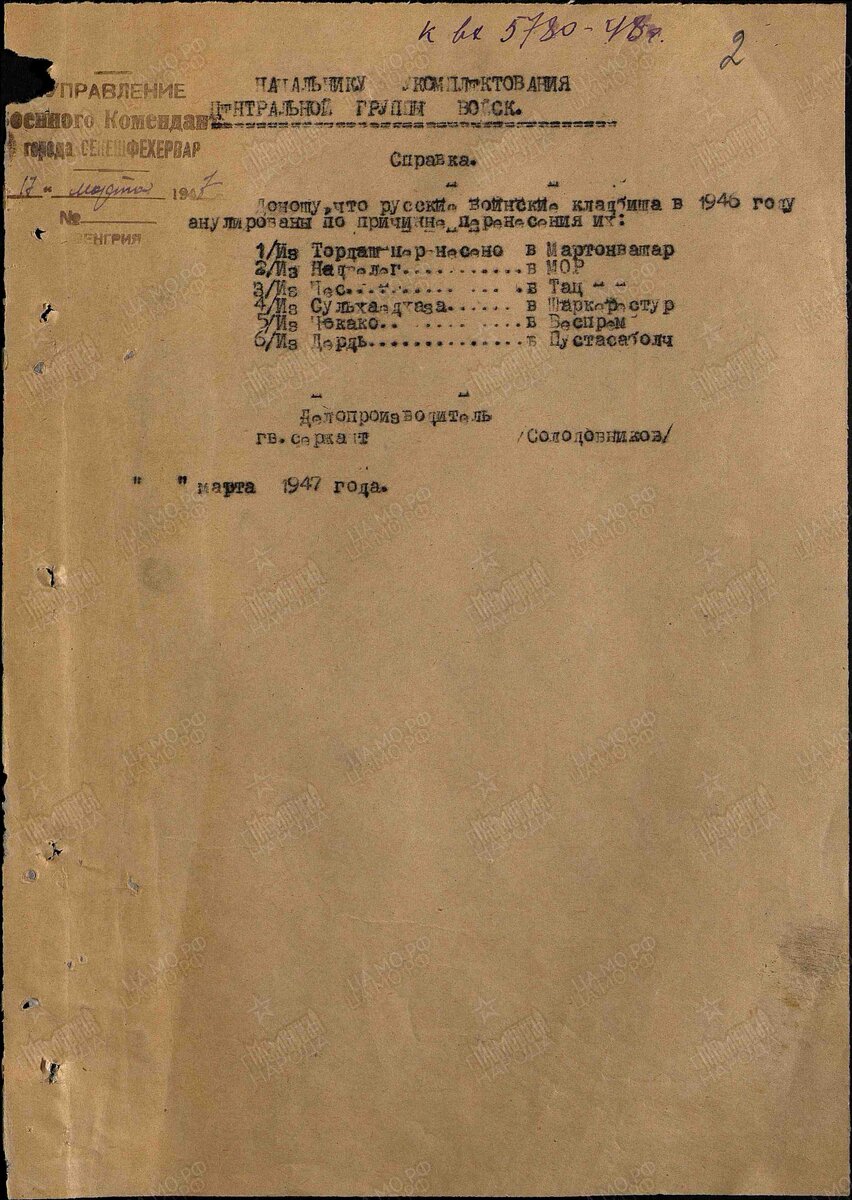 к вх 5780-48г.
2
УПРАВЛЕНИЕ
Военного Коменданта
города СЕКЕШФЕХЕРВАР
17 " марта 1947
№
ВЕНГРИЯ
НАЧАЛЬНИКУ УКОМПЛЕКТОВАНИЯ
ЦЕНТРАЛЬНОЙ ГРУППЫ ВОЙСК.
Справка.
Доношу, что русские воинские кладбища в 1946 году
анулированы по причине перенесения их:
1/Из Тордаш перенесено в Мартонвашар
2/Из Надьлег............в МОР
3/Из Чес.............в Тац
4/Из в Шаркерестур
5/Из Чекако............в Веспрем
6/Из Дердь..............в Пустасаболч
Делопроизводитель
гв. сержант /Солодовников/
" " марта 1947 года.